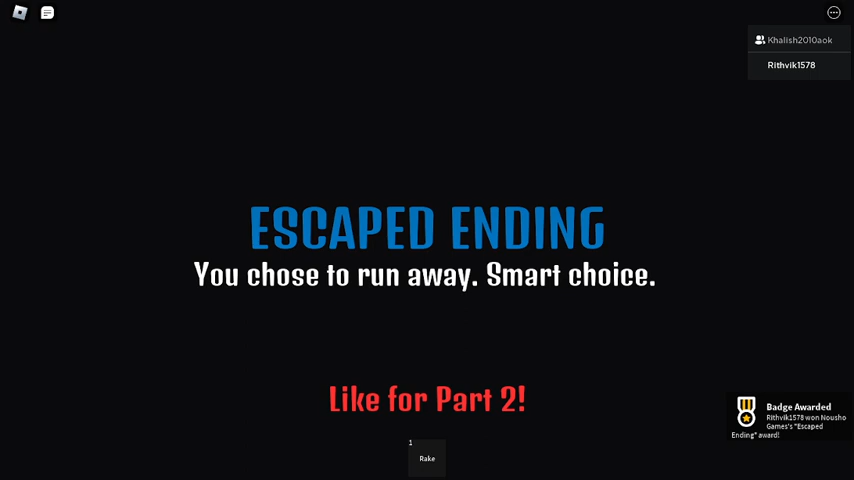 Khalish2010aok
Rithvik1578
ESCAPED ENDING
You chose to run away. Smart choice.
Like for Part 2!
Badge Awarded
Rithvik1578 won Nousho
Games's "Escaped
Ending" award!
1
Rake